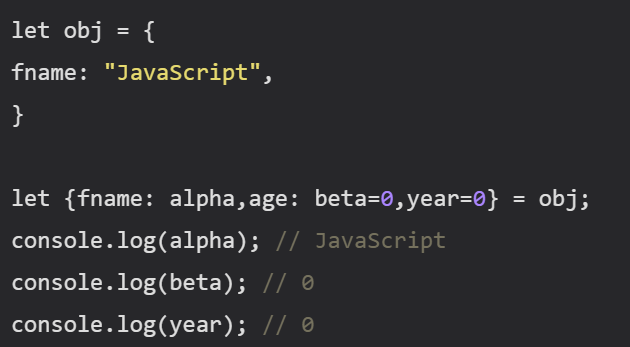 let obj = {
fname: "JavaScript",
}
let {fname: alpha,age: beta=0,year=0} = obj;
console.log(alpha); // JavaScript
console.log(beta); // 0
console.log(year); // 0